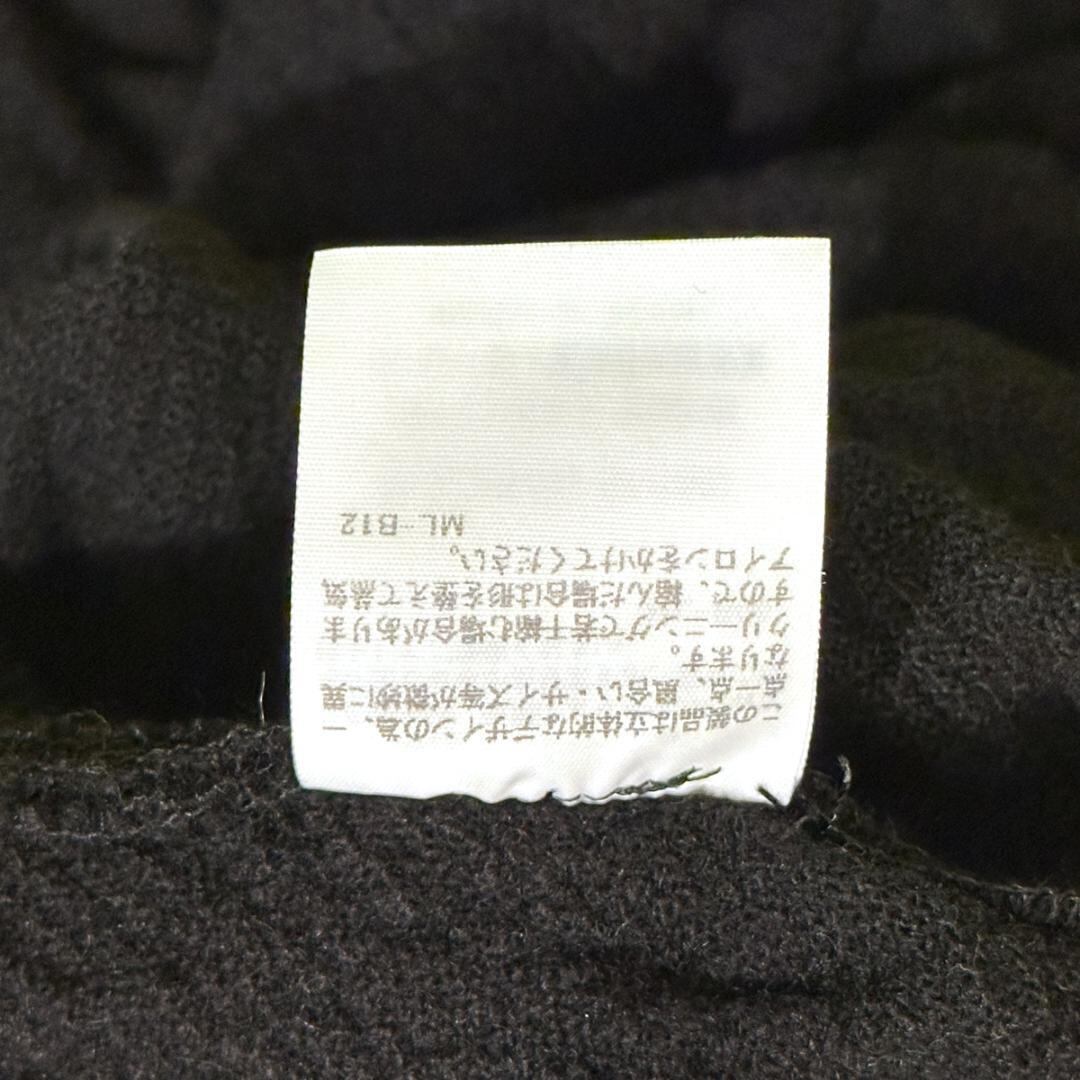 この製品は立体的なデザインの為、一
点一点、風合い・サイズ等が微妙に異
なります。
クリーニングで若干縮む場合がありま
すので、縮んだ場合は形を整えて蒸気
アイロンをかけてください。
ML-B12